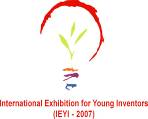 International Exhibition for Young Inventors
(IEYI - 2007)